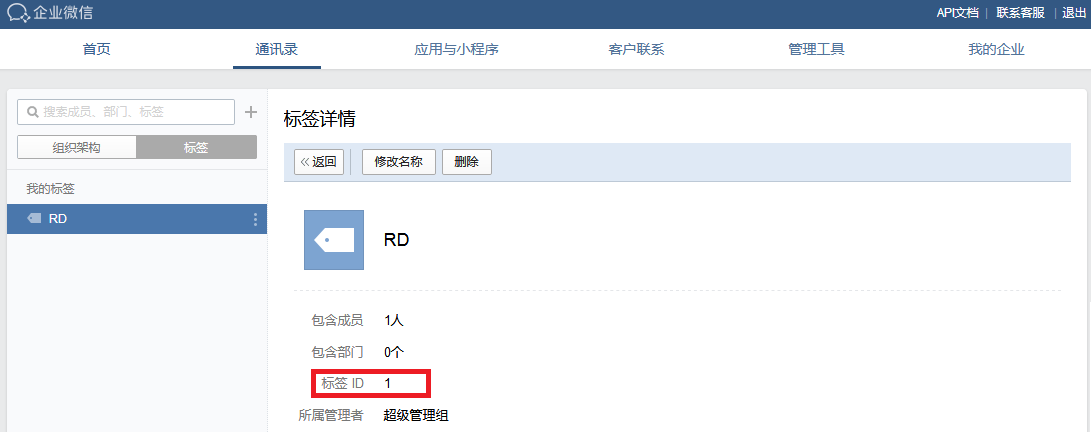 企业微信
API文档 | 联系客服 | 退出
首页 通讯录 应用与小程序 客户联系 管理工具 我的企业
搜索成员、部门、标签
组织架构 标签
我的标签
RD
标签详情
返回 修改名称 删除
RD
包含成员 1人
包含部门 0个
标签 ID 1
所属管理者 超级管理组